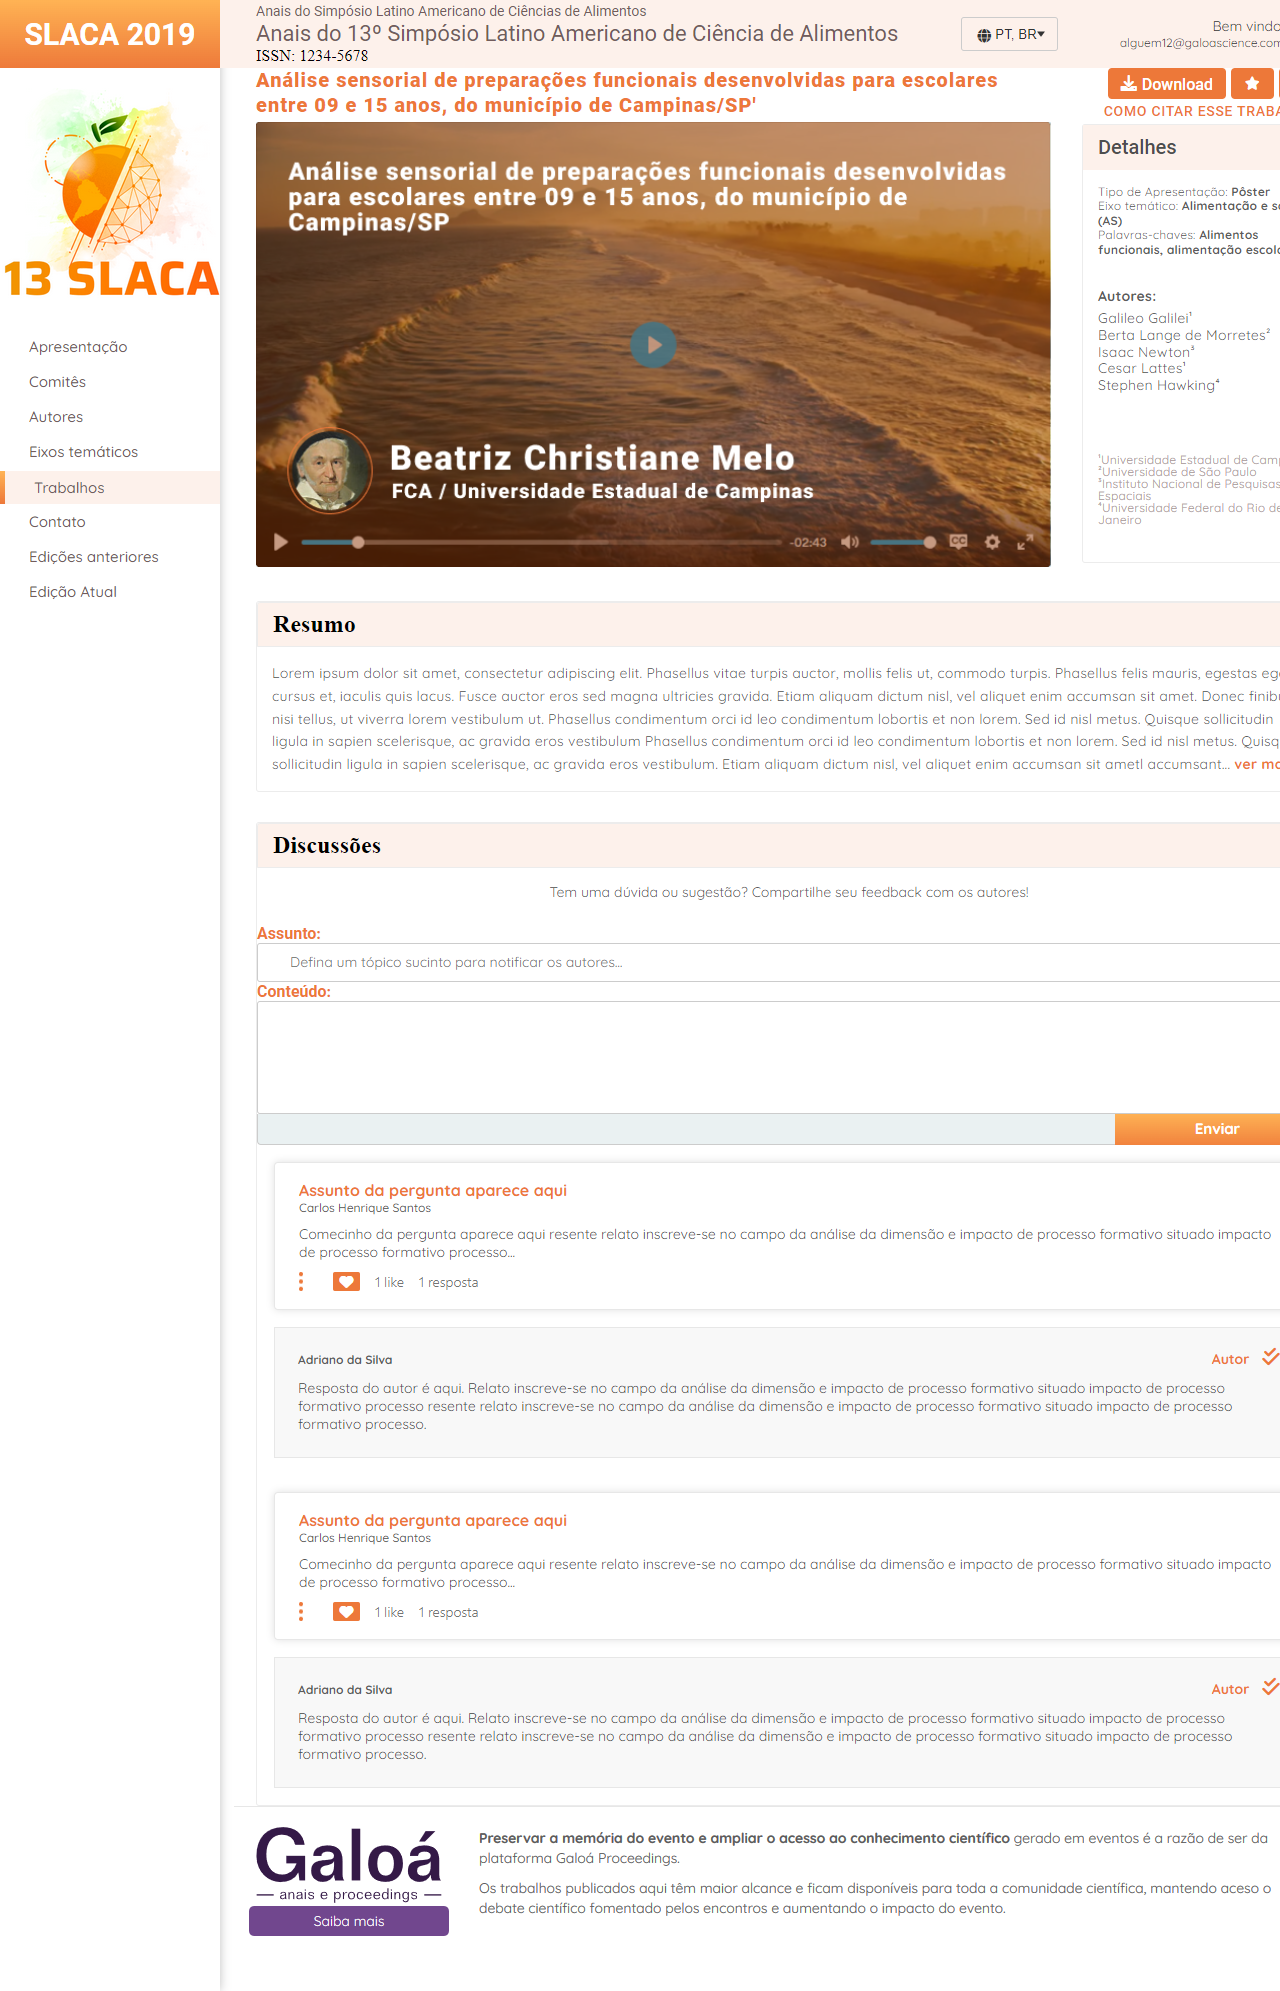 SLACA 2019
Anais do Simpósio Latino Americano de Ciências de Alimentos
Anais do 13º Simpósio Latino Americano de Ciência de Alimentos
ISSN: 1234-5678
PT, BR
Bem vindo
alguem12@galoascience.com
13 SLACA
Apresentação
Comitês
Autores
Eixos temáticos
Trabalhos
Contato
Edições anteriores
Edição Atual
Análise sensorial de preparações funcionais desenvolvidas para escolares
entre 09 e 15 anos, do município de Campinas/SP'
Download
COMO CITAR ESSE TRABA
Análise sensorial de preparações funcionais desenvolvidas
para escolares entre 09 e 15 anos, do município de
Campinas/SP
Beatriz Christiane Melo
FCA / Universidade Estadual de Campinas
-02:43
CC
Detalhes
Tipo de Apresentação: Pôster
Eixo temático: Alimentação e sa
(AS)
Palavras-chaves: Alimentos
funcionais, alimentação escola
Autores:
Galileo Galilei¹
Berta Lange de Morretes²
Isaac Newton³
Cesar Lattes¹
Stephen Hawking⁴
¹Universidade Estadual de Camp
²Universidade de São Paulo
³Instituto Nacional de Pesquisas
Espaciais
⁴Universidade Federal do Rio de
Janeiro
Resumo
Lorem ipsum dolor sit amet, consectetur adipiscing elit. Phasellus vitae turpis auctor, mollis felis ut, commodo turpis. Phasellus felis mauris, egestas ege
cursus et, iaculis quis lacus. Fusce auctor eros sed magna ultricies gravida. Etiam aliquam dictum nisl, vel aliquet enim accumsan sit amet. Donec finibu
nisi tellus, ut viverra lorem vestibulum ut. Phasellus condimentum orci id leo condimentum lobortis et non lorem. Sed id nisl metus. Quisque sollicitudin
ligula in sapien scelerisque, ac gravida eros vestibulum Phasellus condimentum orci id leo condimentum lobortis et non lorem. Sed id nisl metus. Quisq
sollicitudin ligula in sapien scelerisque, ac gravida eros vestibulum. Etiam aliquam dictum nisl, vel aliquet enim accumsan sit ametl accumsant... ver ma
Discussões
Tem uma dúvida ou sugestão? Compartilhe seu feedback com os autores!
Assunto:
Defina um tópico sucinto para notificar os autores...
Conteúdo:
Enviar
Assunto da pergunta aparece aqui
Carlos Henrique Santos
Comecinho da pergunta aparece aqui resente relato inscreve-se no campo da análise da dimensão e impacto de processo formativo situado impacto
de processo formativo processo...
1 like 1 resposta
Adriano da Silva
Autor
Resposta do autor é aqui. Relato inscreve-se no campo da análise da dimensão e impacto de processo formativo situado impacto de processo
formativo processo resente relato inscreve-se no campo da análise da dimensão e impacto de processo formativo situado impacto de processo
formativo processo.
Assunto da pergunta aparece aqui
Carlos Henrique Santos
Comecinho da pergunta aparece aqui resente relato inscreve-se no campo da análise da dimensão e impacto de processo formativo situado impacto
de processo formativo processo...
1 like 1 resposta
Adriano da Silva
Autor
Resposta do autor é aqui. Relato inscreve-se no campo da análise da dimensão e impacto de processo formativo situado impacto de processo
formativo processo resente relato inscreve-se no campo da análise da dimensão e impacto de processo formativo situado impacto de processo
formativo processo.
Galoá
anais e proceedings
Saiba mais
Preservar a memória do evento e ampliar o acesso ao conhecimento científico gerado em eventos é a razão de ser da
plataforma Galoá Proceedings.
Os trabalhos publicados aqui têm maior alcance e ficam disponíveis para toda a comunidade científica, mantendo aceso o
debate científico fomentado pelos encontros e aumentando o impacto do evento.